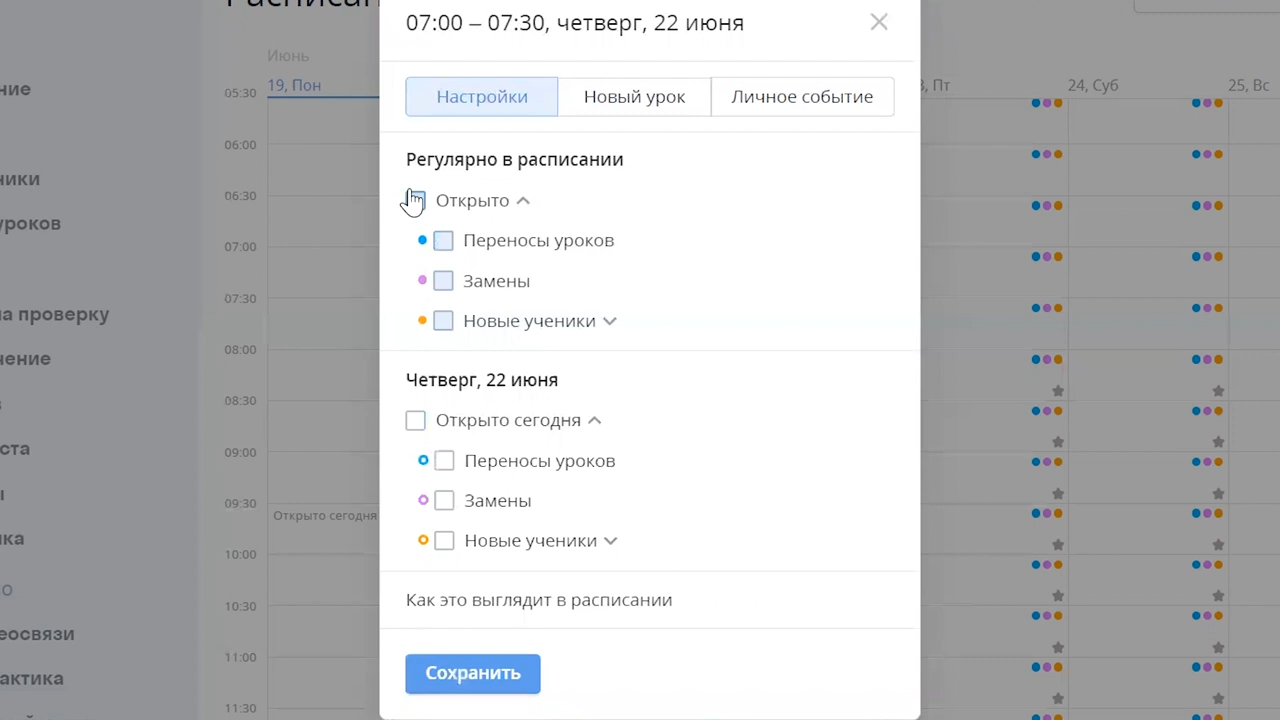 Расписан
07:00 – 07:30, четверг, 22 июня
Июнь
19, Пон
Пт
24, Суб
25, Вс
Настройки
Новый урок
Личное событие
Регулярно в расписании
Открыто
Переносы уроков
Замены
Новые ученики
Четверг, 22 июня
Открыто сегодня
Переносы уроков
Замены
Новые ученики
Как это выглядит в расписании
Сохранить
05:30
06:00
06:30
07:00
07:30
08:00
08:30
09:00
09:30
Открыто сегодня
10:00
10:30
11:00
11:30
ние
ники
уроков
на проверку
чение
в
ста
ы
ка
о
еосвязи
актика